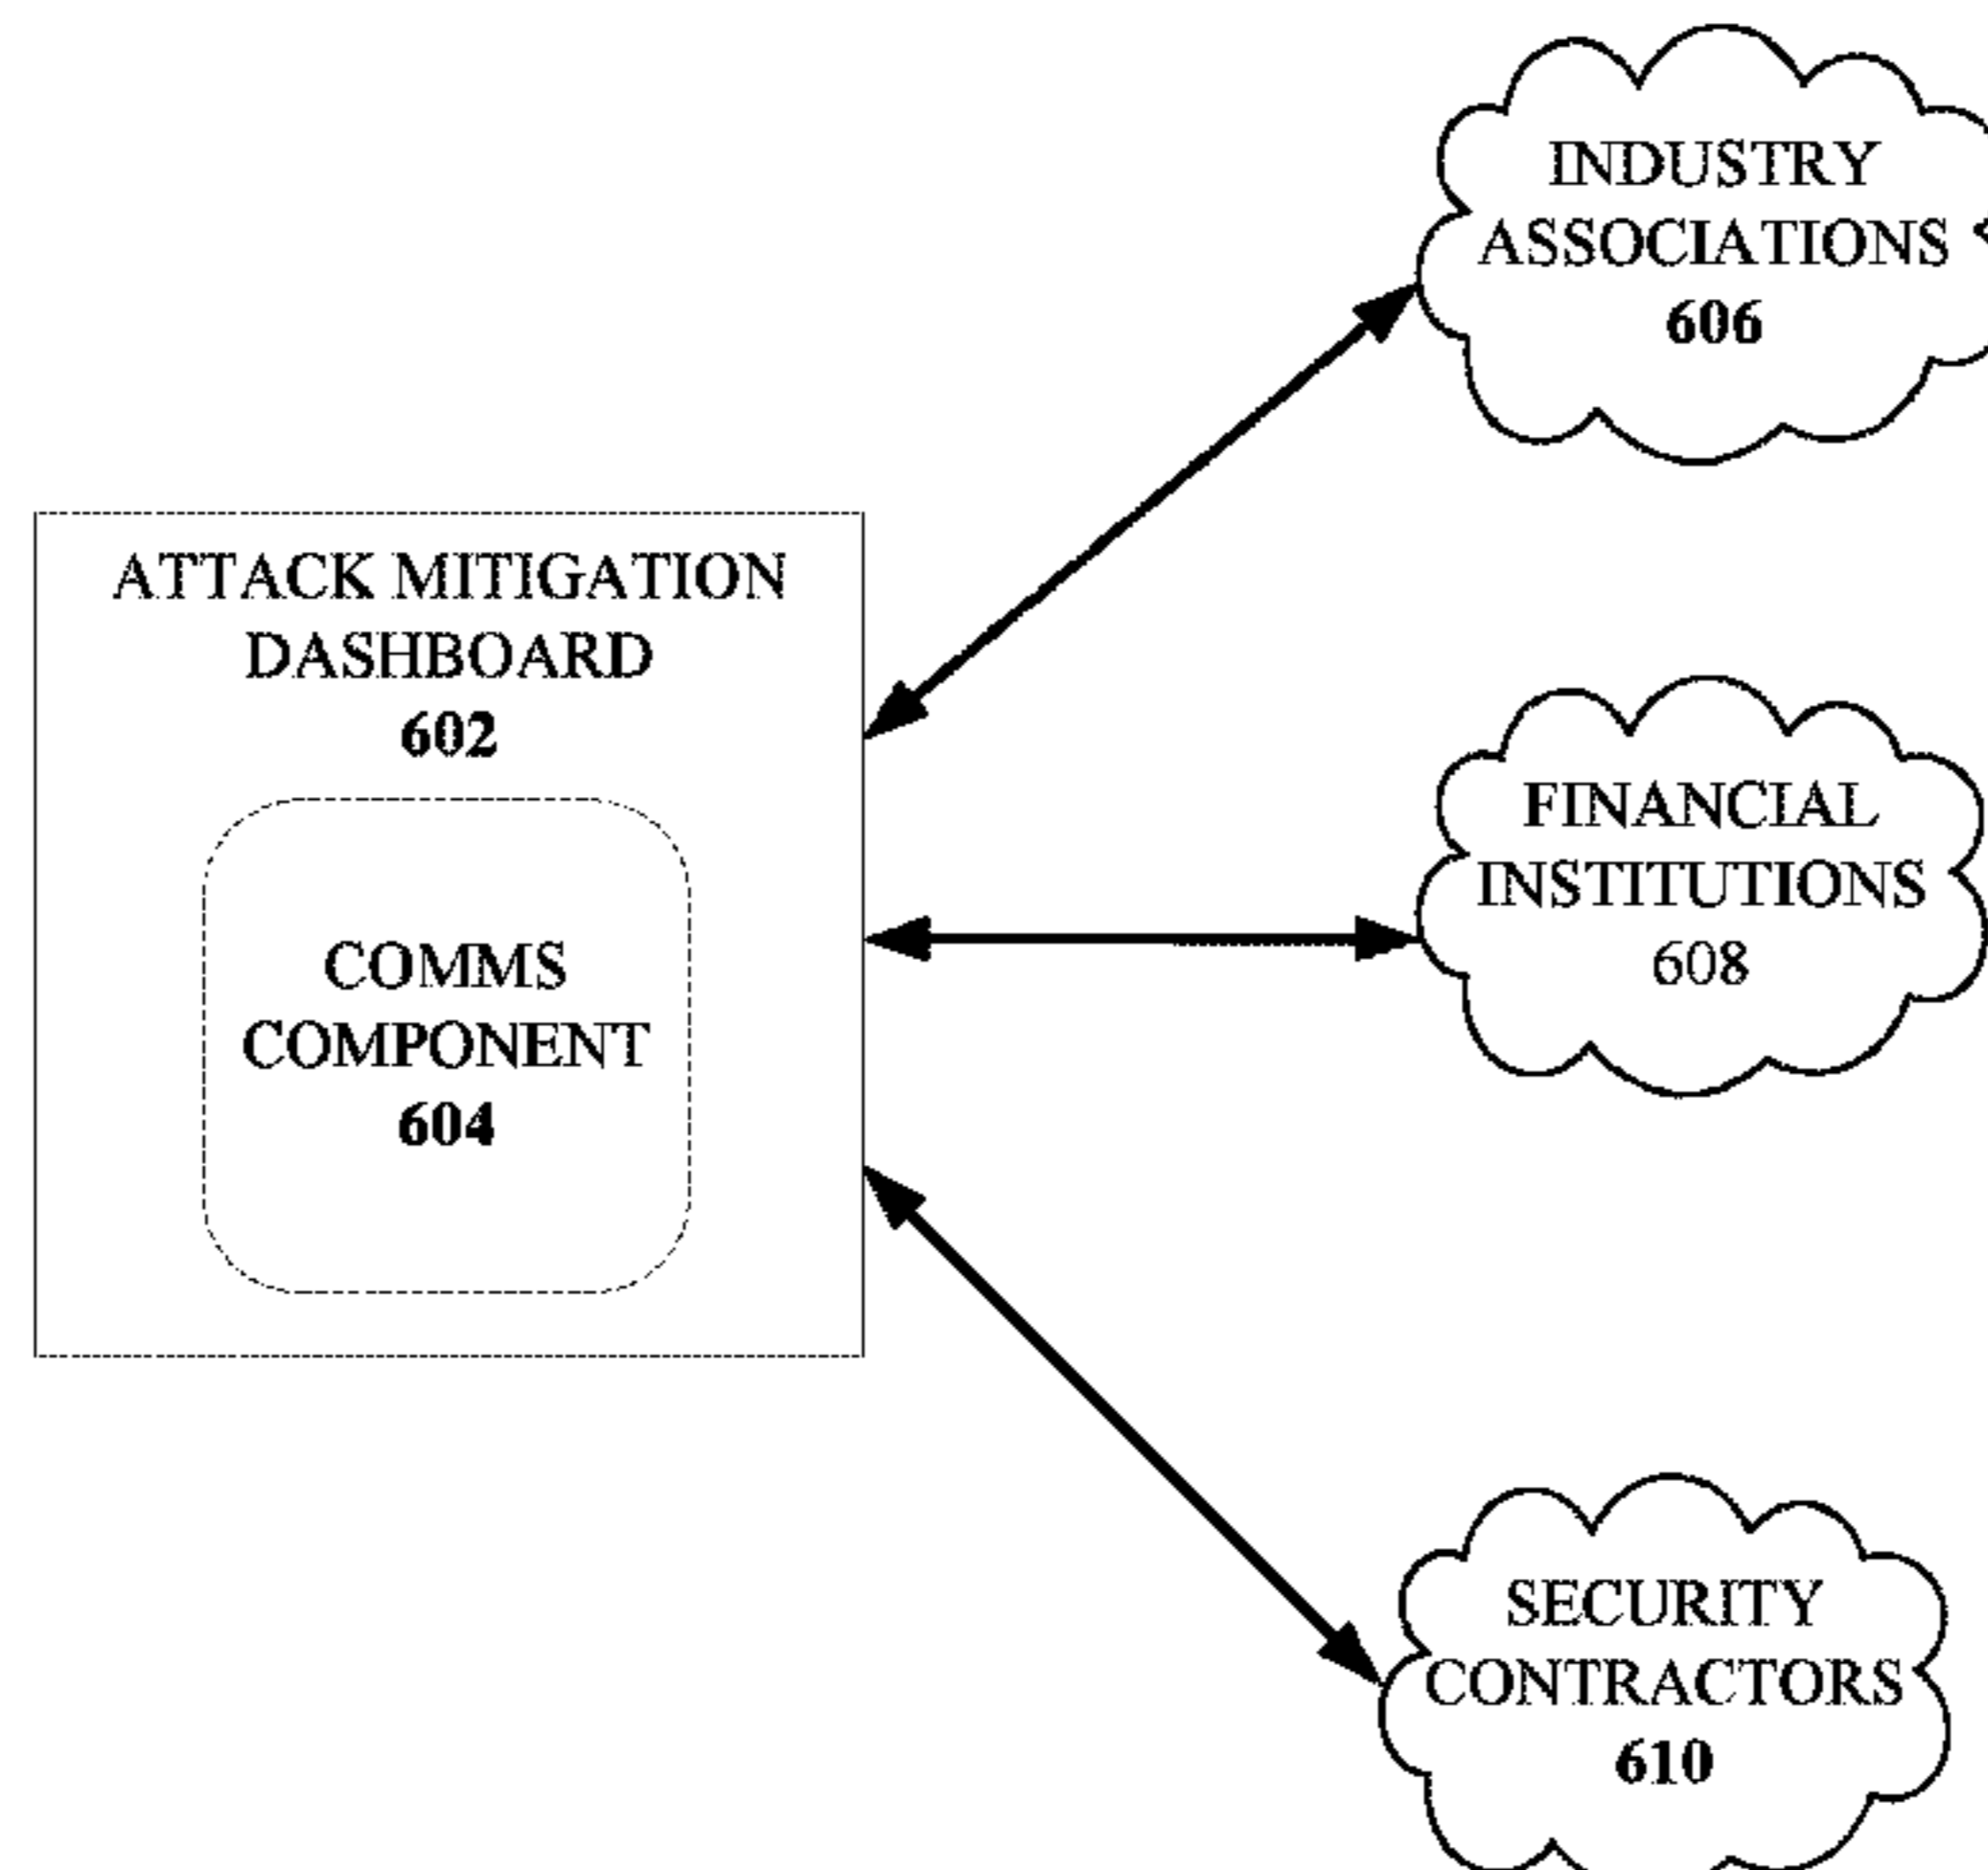 INDUSTRY
ASSOCIATIONS
606
ATTACK MITIGATION
DASHBOARD
602
COMMS
COMPONENT
604
FINANCIAL
INSTITUTIONS
608
SECURITY
CONTRACTORS
610